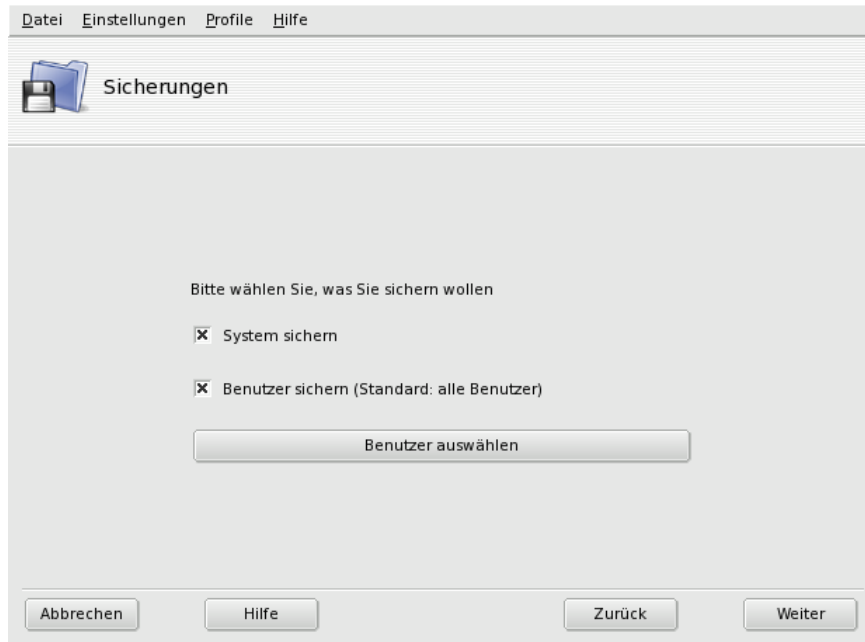 Datei Einstellungen Profile Hilfe
Sicherungen
Bitte wählen Sie, was Sie sichern wollen
System sichern
Benutzer sichern (Standard: alle Benutzer)
Benutzer auswählen
Abbrechen Hilfe Zurück Weiter